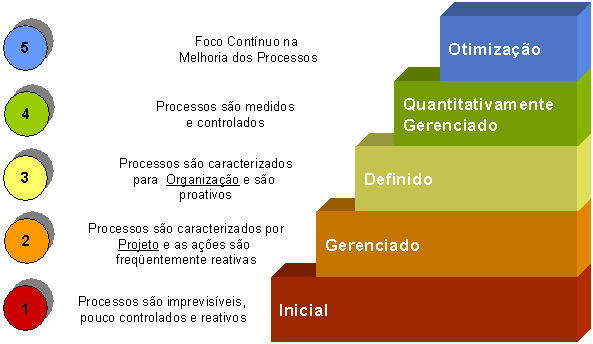 5
Foco Contínuo na
Melhoria dos Processos
Otimização
4
Processos são medidos
e controlados
Quantitativamente
Gerenciado
3
Processos são caracterizados
para Organização e são
proativos
Definido
2
Processos são caracterizados por
Projeto e as ações são
freqüentemente reativas
Gerenciado
1
Processos são imprevisíveis,
pouco controlados e reativos
Inicial